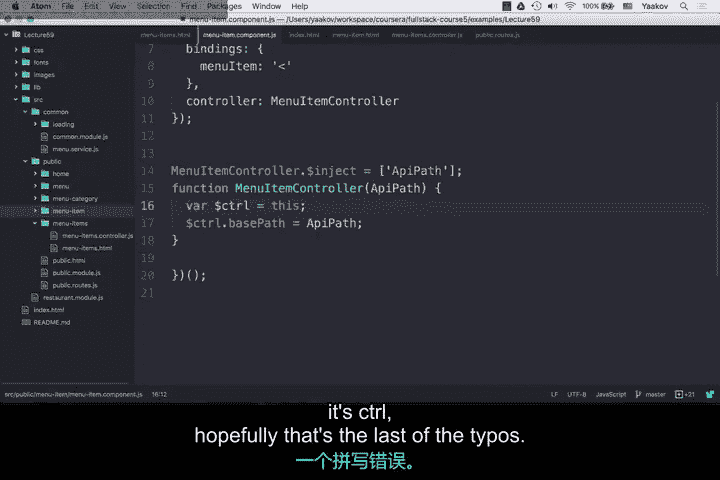 Atom File Edit View Selection Find Packages Window Help 100% Yaakov
menu-item.component.js — /Users/yaakov/workspace/coursera/fullstack-course5/examples/Lecture59
Lecture59
css
fonts
images
lib
src
common
loading
common.module.js
menu.service.js
public
home
menu
menu-category
menu-item
menu-items
menu-items.controller.js
menu-items.html
public.html
public.module.js
public.routes.js
restaurant.module.js
index.html
README.md
menu-items.html menu-item.component.js index.html menu-item.html menu-items.controller.js public.routes.js
7 bindings: {
8 menuItem: '<'
9 },
10 controller: MenuItemController
11 });
12
13
14 MenuItemController.$inject = ['ApiPath'];
15 function MenuItemController(ApiPath) {
16 var $ctrl = this;
17 $ctrl.basePath = ApiPath;
18 }
19
20 })();
21
src/public/menu-item/menu-item.component.js 16:12 LF UTF-8 JavaScript master +21
it's ctrl,
hopefully that's the last of the typos.
一个拼写错误。